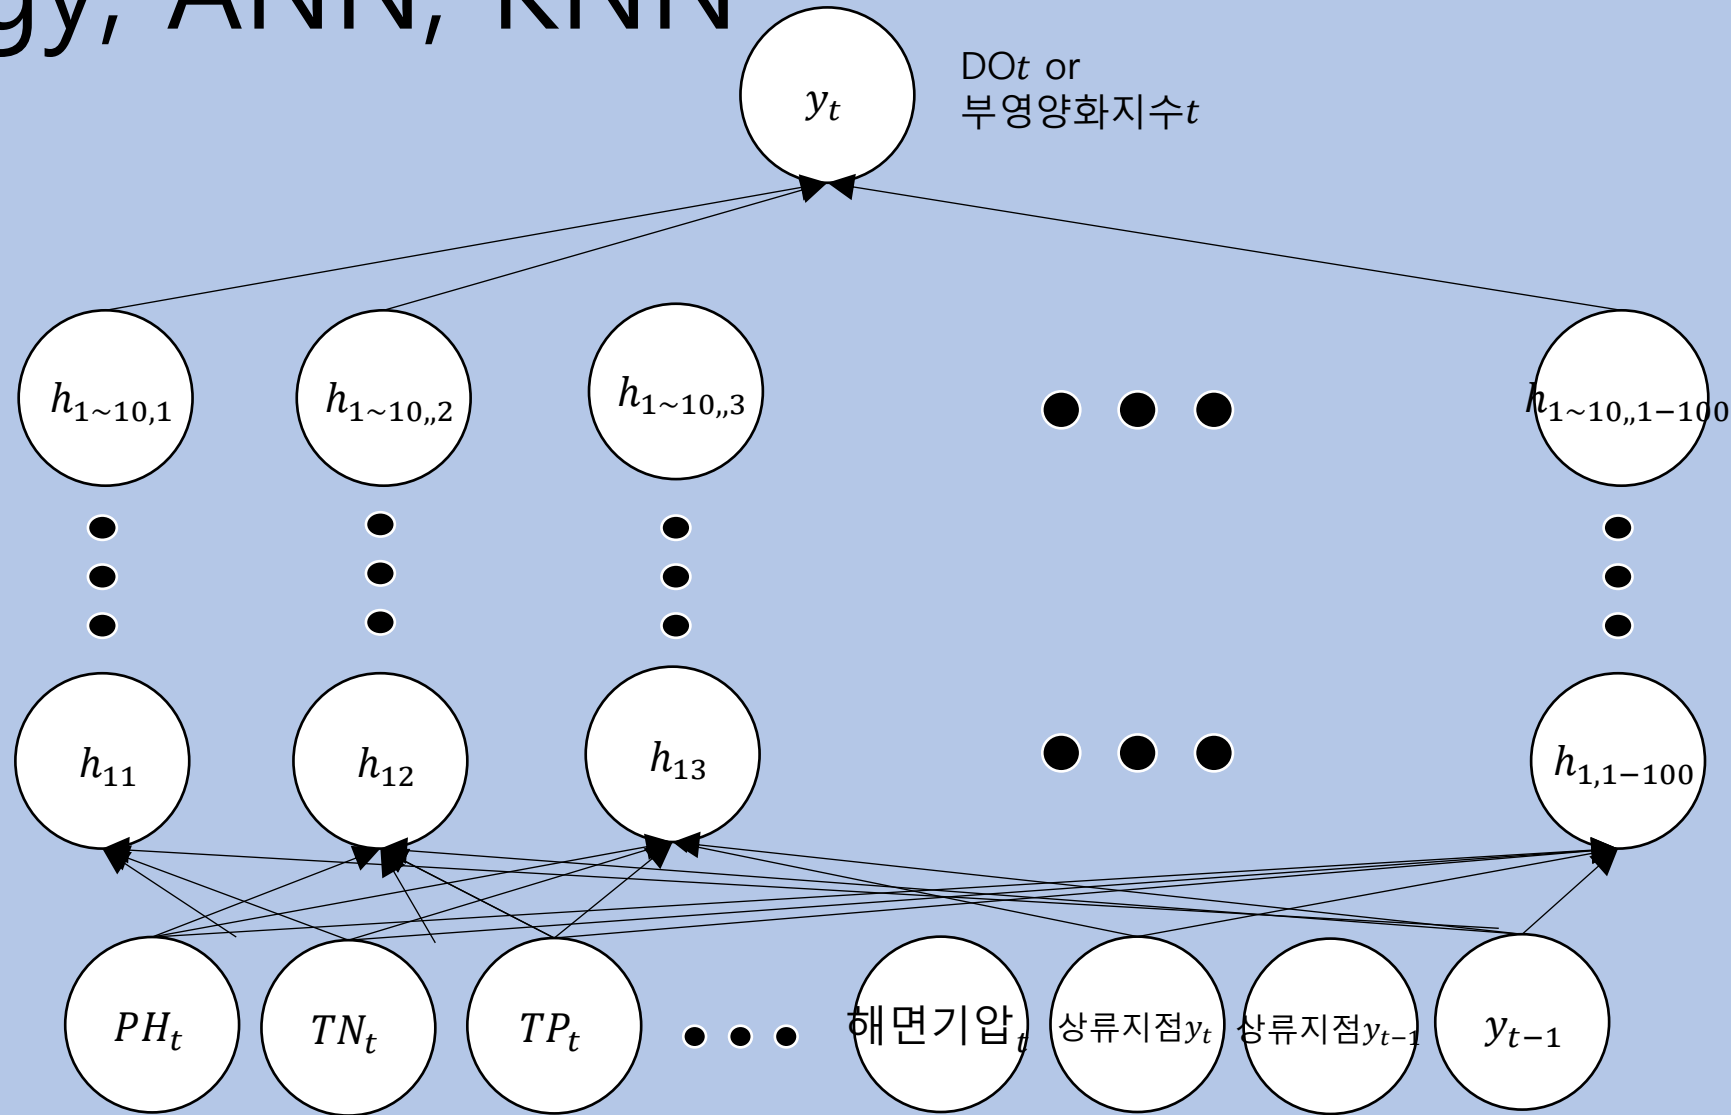 gy, ANN, KNN
y_t
DOt or
부영양화지수t
h_{1~10,1}
h_{1~10,,2}
h_{1~10,,3}
h_{1~10,,1−100}
h_{11}
h_{12}
h_{13}
h_{1,1−100}
PH_t
TN_t
TP_t
해면기압_t
상류지점y_t
상류지점y_{t−1}
y_{t−1}